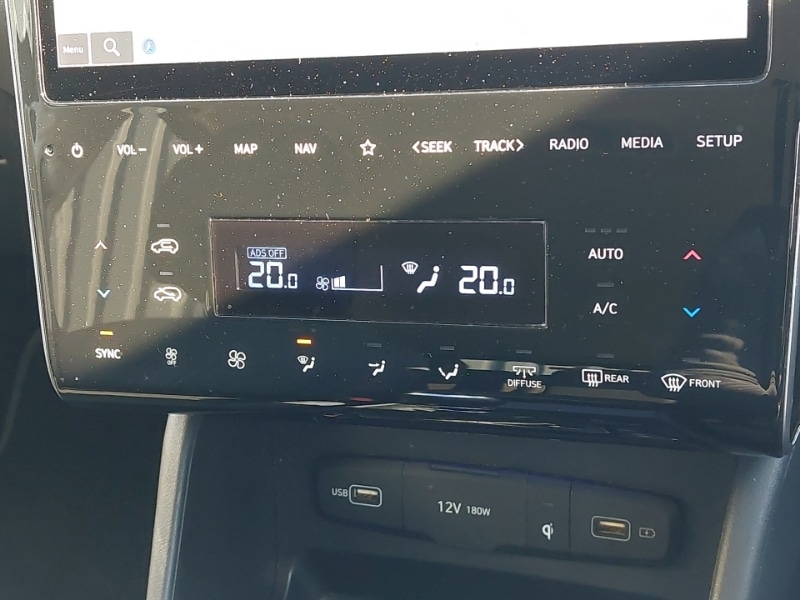 Menu
VOL− VOL+ MAP NAV <SEEK TRACK> RADIO MEDIA SETUP
ADS OFF
20.0 20.0
AUTO
A/C
SYNC
OFF
DIFFUSE
REAR
FRONT
USB
12V 180W